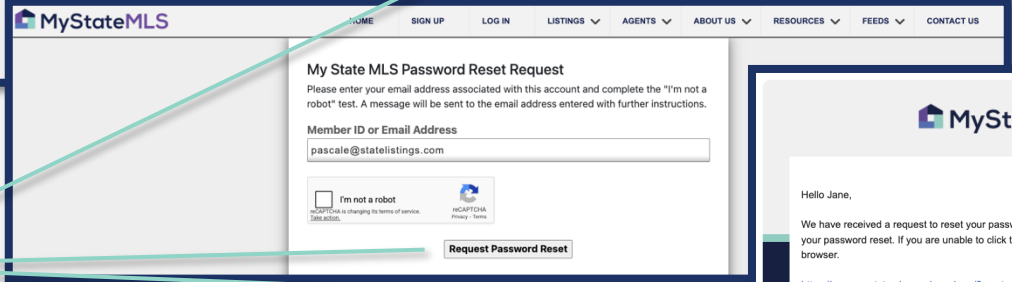 MyStateMLS
HOME SIGN UP LOG IN LISTINGS AGENTS ABOUT US RESOURCES FEEDS CONTACT US
My State MLS Password Reset Request
Please enter your email address associated with this account and complete the "I'm not a
robot" test. A message will be sent to the email address entered with further instructions.
Member ID or Email Address
pascale@statelistings.com
I'm not a robot
reCAPTCHA is changing its terms of service.
Take action.
reCAPTCHA
Privacy - Terms
Request Password Reset
MySt
Hello Jane,
We have received a request to reset your passw
your password reset. If you are unable to click t
browser.